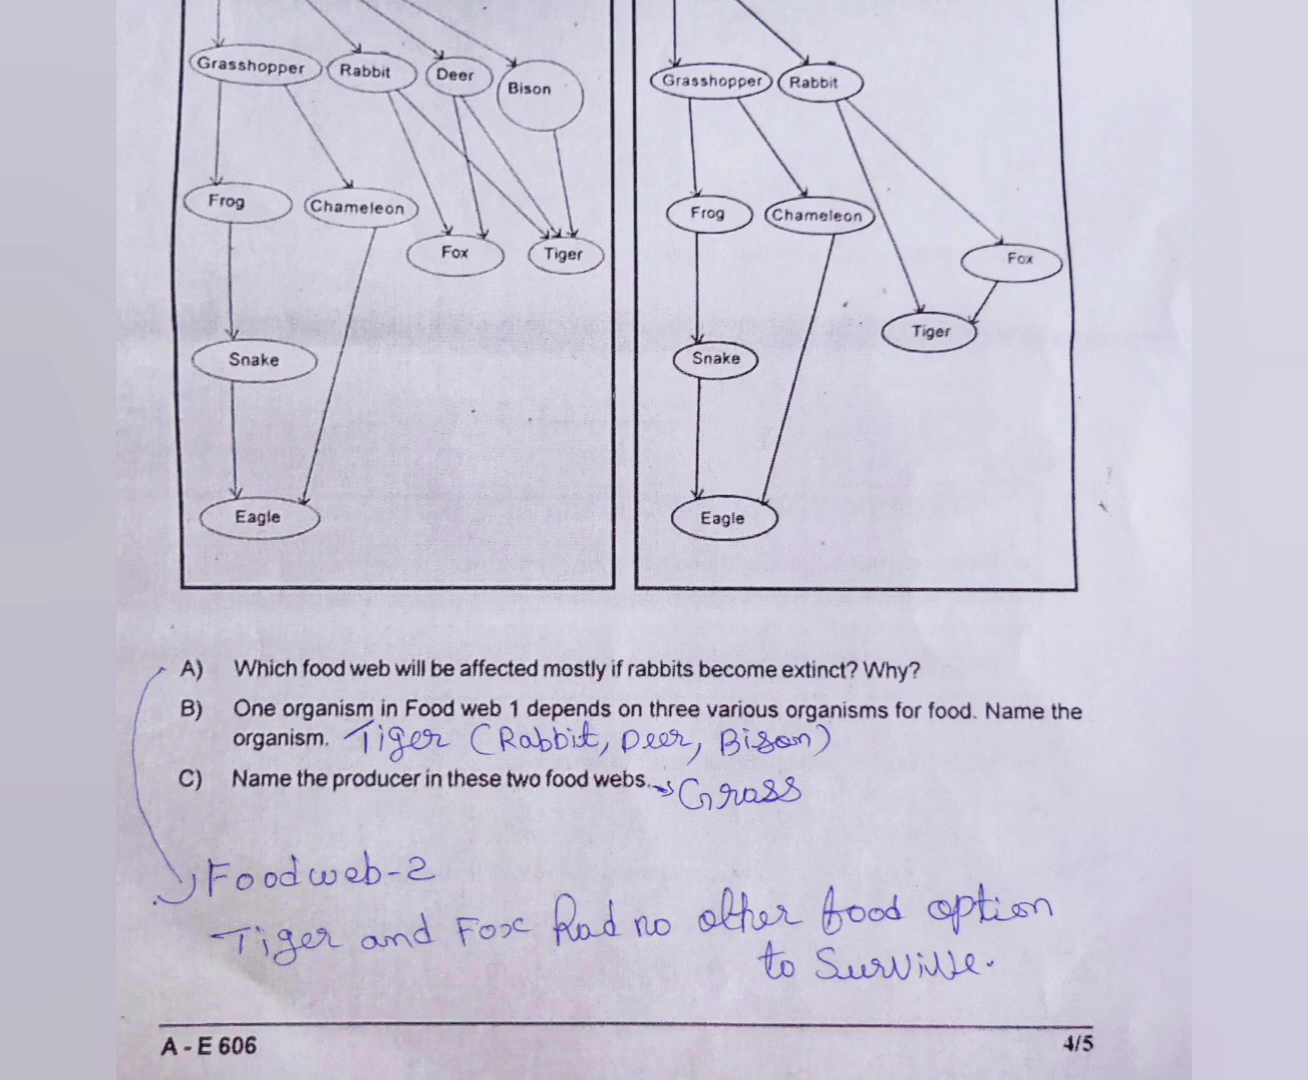 Grasshopper Rabbit Deer Bison
Frog Chameleon
Fox Tiger
Snake
Eagle
Grasshopper Rabbit
Frog Chameleon
Fox
Tiger
Snake
Eagle
A) Which food web will be affected mostly if rabbits become extinct? Why?
B) One organism in Food web 1 depends on three various organisms for food. Name the
organism. Tiger (Rabbit, Deer, Bison)
C) Name the producer in these two food webs. Grass
Foodweb-2
Tiger and Fox had no other food option
to Survive.
A - E 606 4/5